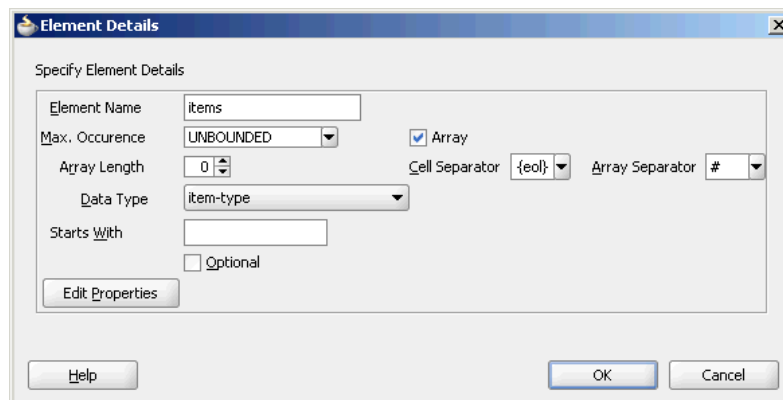 Element Details
Specify Element Details
Element Name items
Max. Occurence UNBOUNDED Array
Array Length 0 Cell Separator {eol} Array Separator #
Data Type item-type
Starts With
Optional
Edit Properties
Help OK Cancel